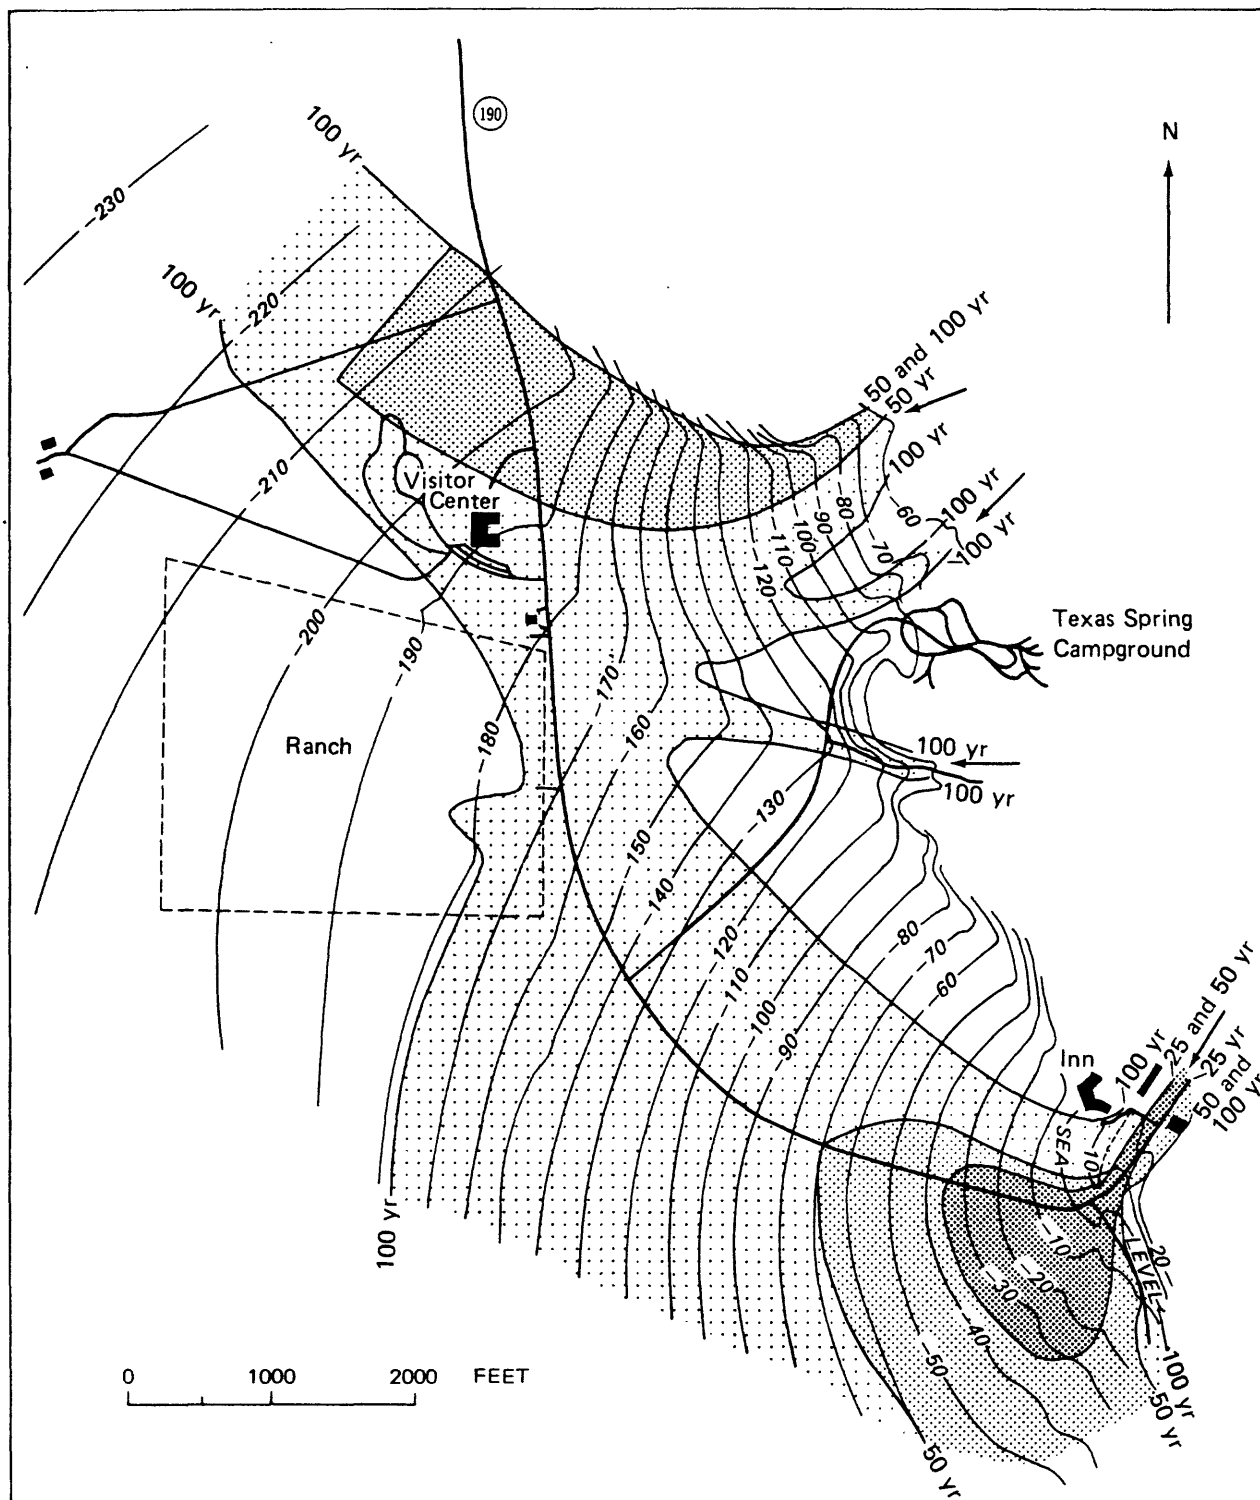 190
N
100 yr
-230
100 yr
-220
50 and 100 yr
50 yr
100 yr
-210
Visitor
Center
-80
-90
-60
100 yr
100 yr
-100
-110
-70
-120
Texas Spring
Campground
-200
-190
-170
-160
-180
Ranch
100 yr
100 yr
-130
-150
-140
-120
-110
-100
-90
-80
-70
-60
Inn
100 yr
25 and 50 yr
25 yr
50 and
100 yr
SEA
10
LEVEL
20
-10
-20
-30
-40
-50
100 yr
100 yr
50 yr
50 yr
0 1000 2000 FEET